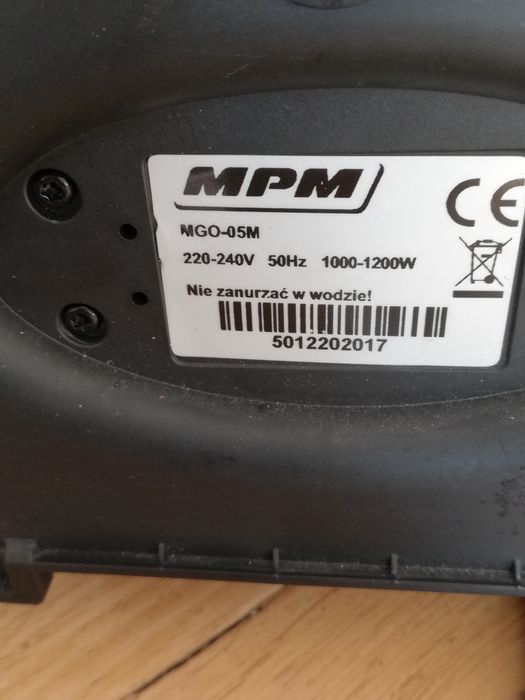 MPM
CE
MGO-05M
220-240V 50Hz 1000-1200W
Nie zanurzać w wodzie!
5012202017